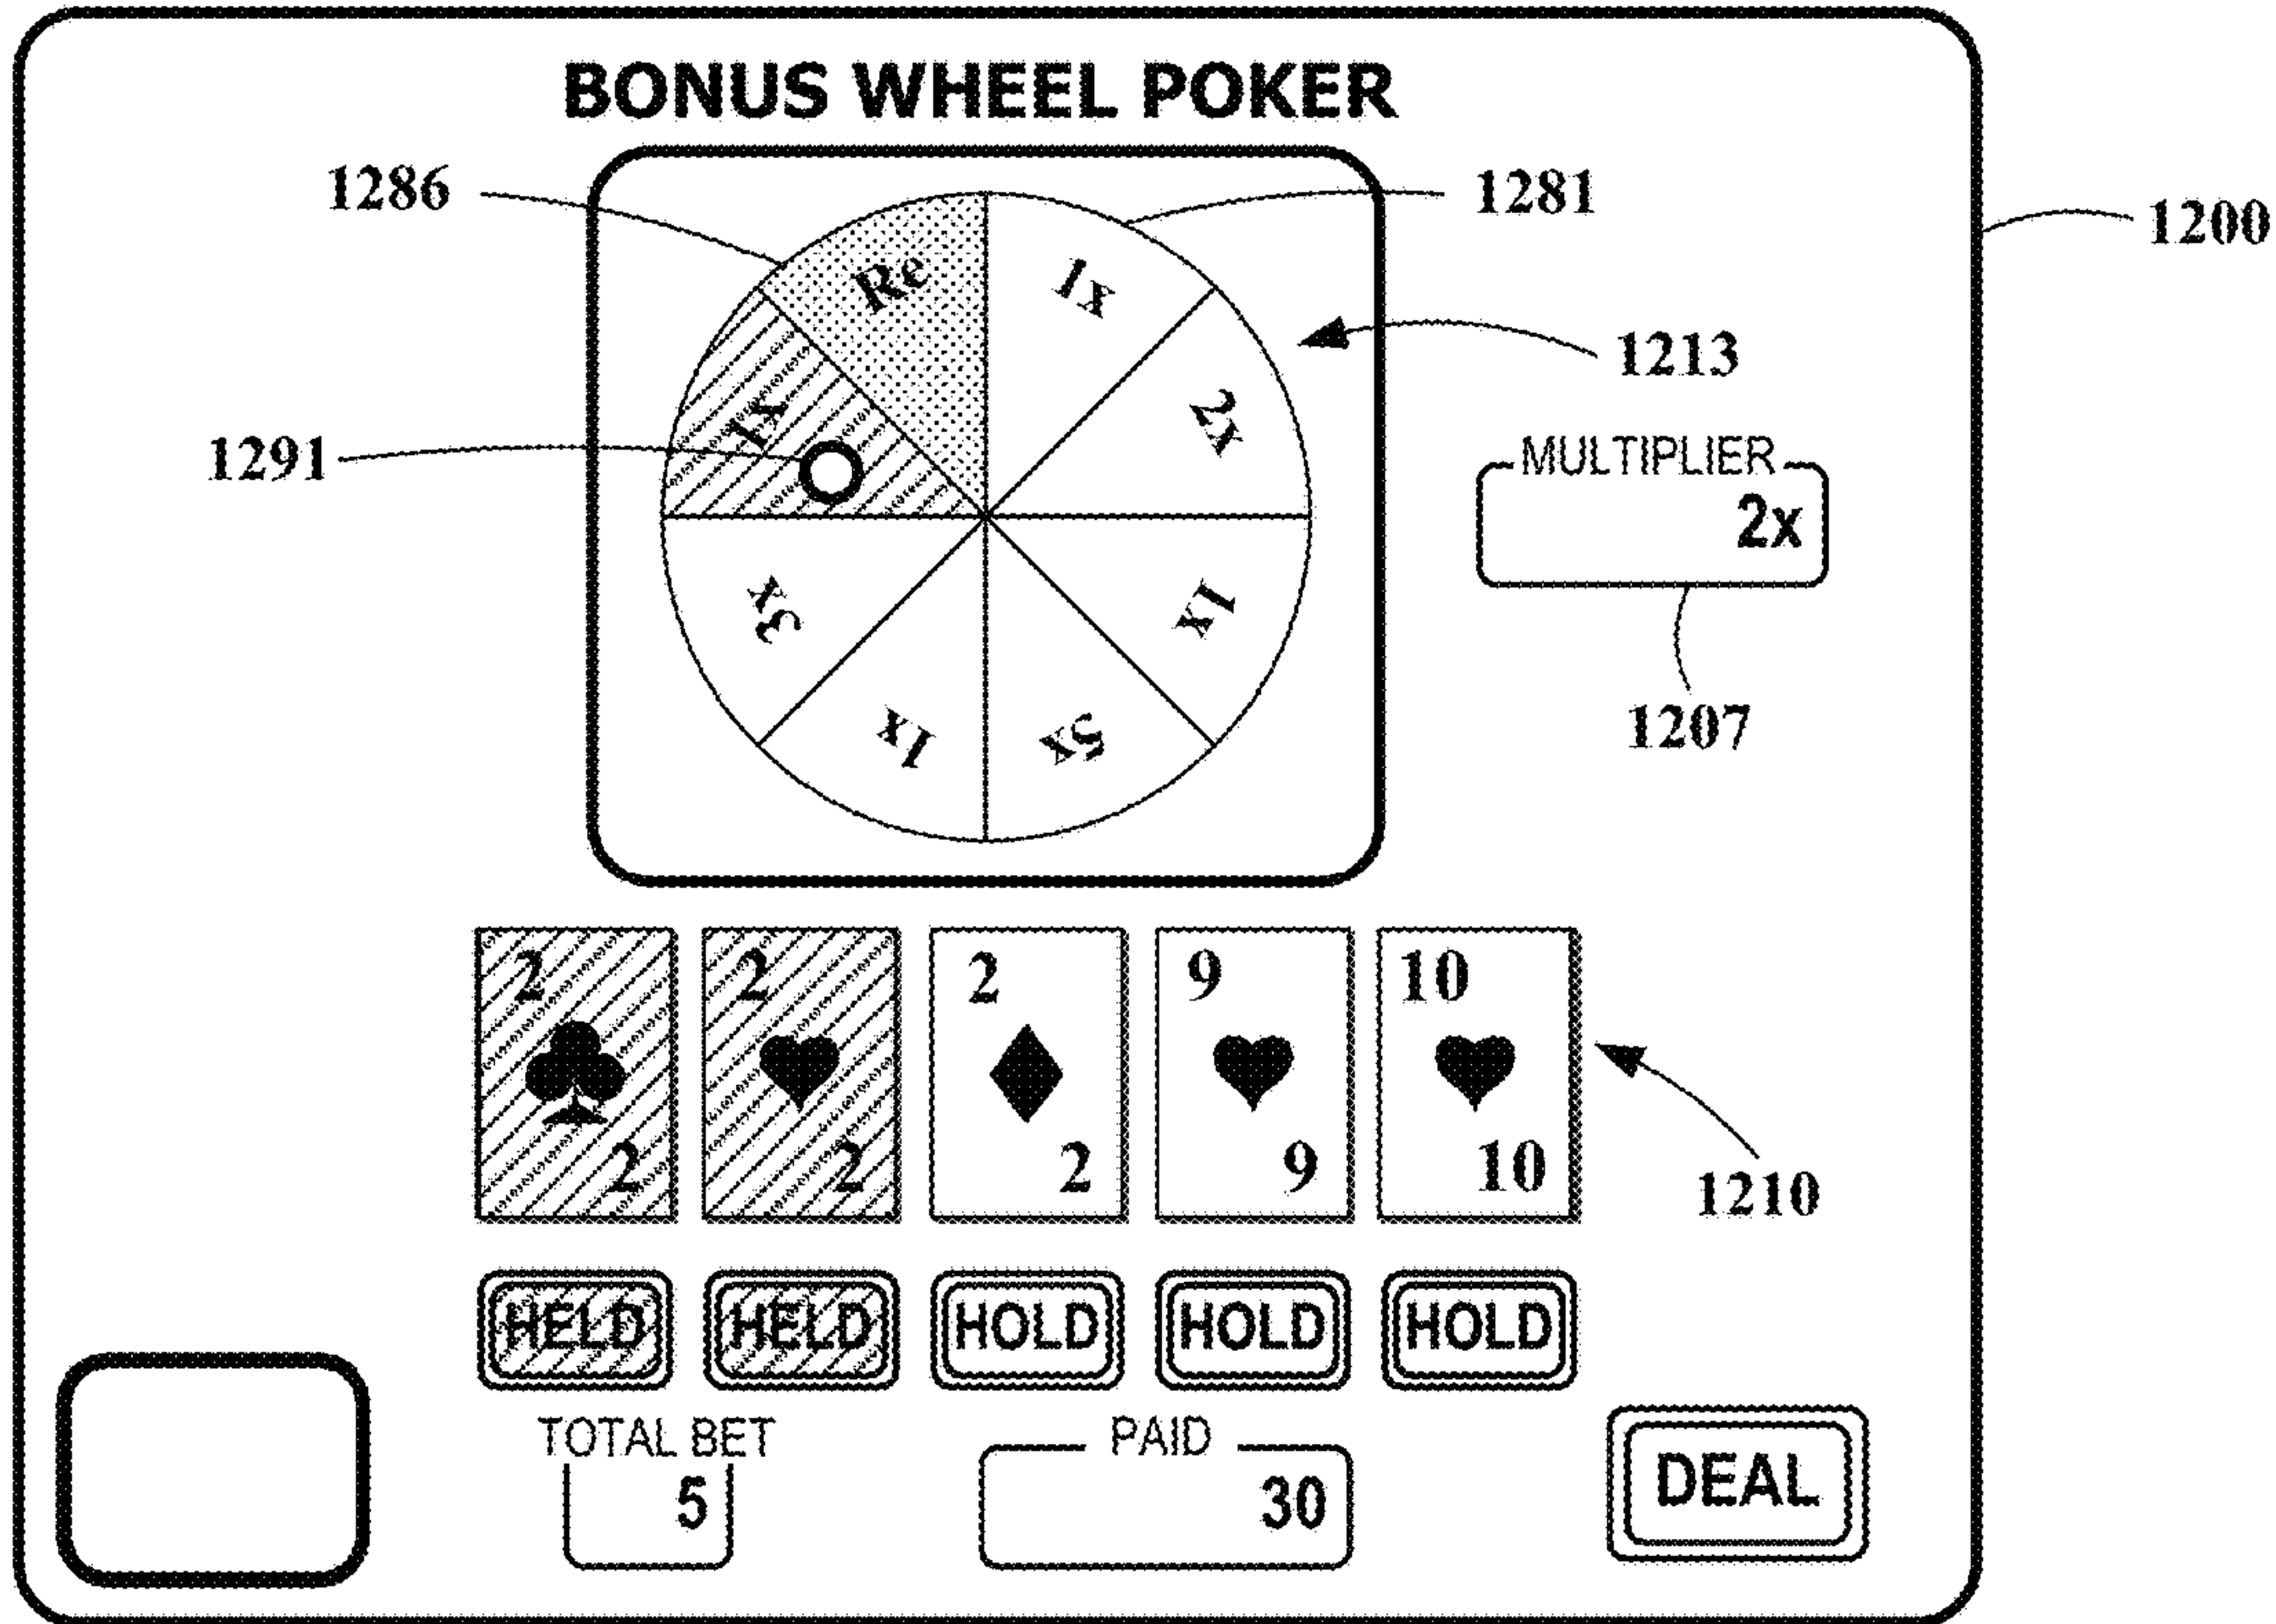 BONUS WHEEL POKER
1286
1281
1200
Re
1x
1213
1x
2x
1291
MULTIPLIER
2x
3x
1x
1207
1x
5x
2
2
2
9
10
2
2
2
9
10
1210
HELD
HELD
HOLD
HOLD
HOLD
TOTAL BET
PAID
5
30
DEAL